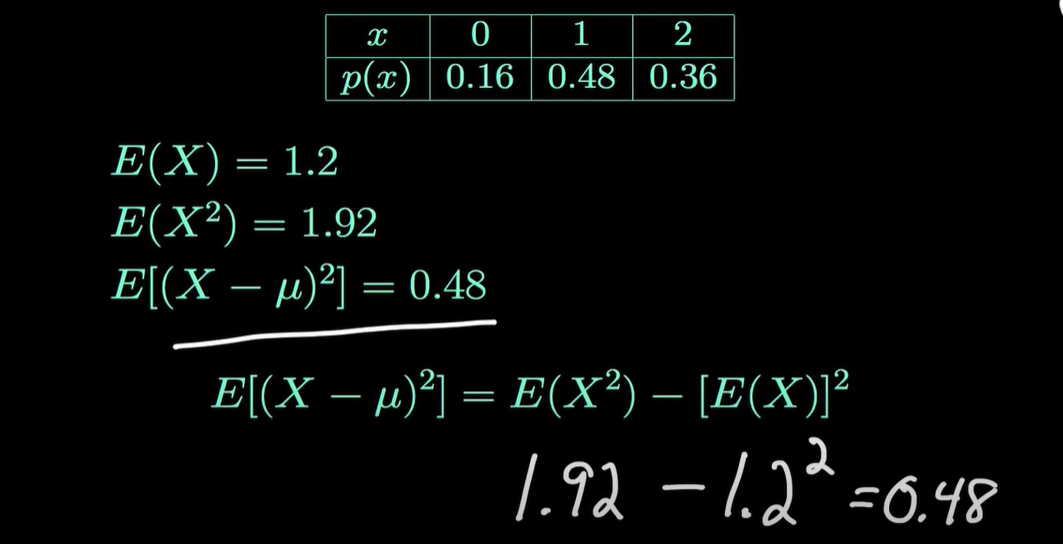 x 0 1 2
p(x) 0.16 0.48 0.36
E(X) = 1.2
E(X²) = 1.92
E[(X − μ)²] = 0.48
E[(X − μ)²] = E(X²) − [E(X)]²
1.92 − 1.2² = 0.48